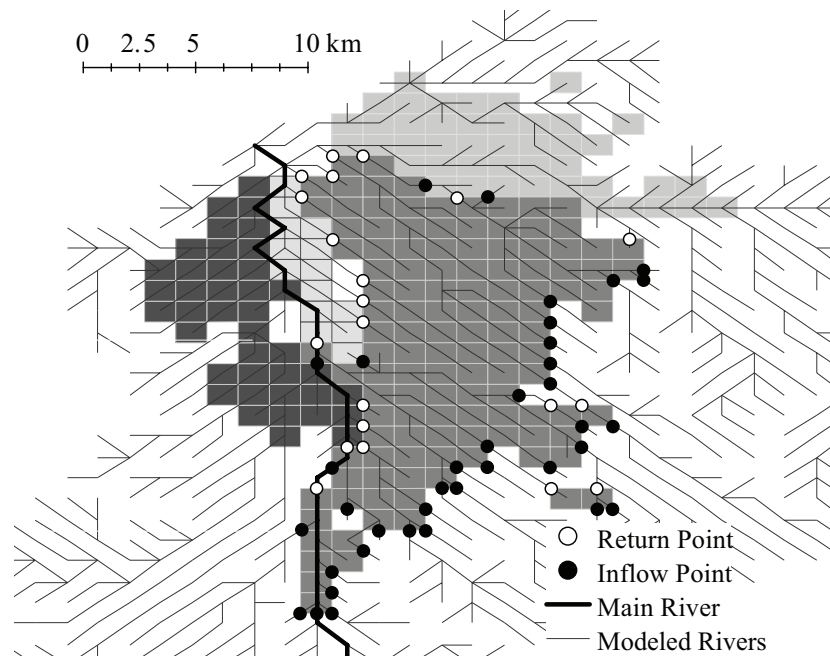 0 2.5 5 10 km
Return Point
Inflow Point
Main River
Modeled Rivers